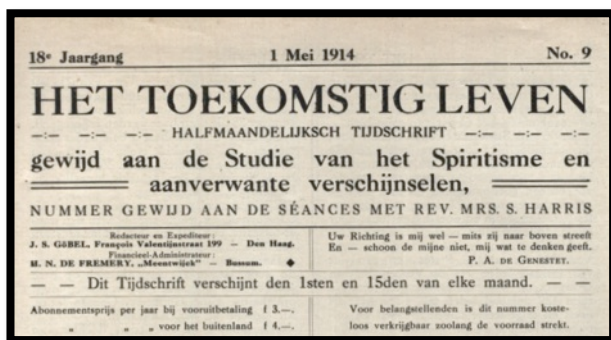 18e Jaargang 1 Mei 1914 No. 9
HET TOEKOMSTIG LEVEN
—:— —:— —:— HALFMAANDELIJKSCH TIJDSCHRIFT —:— —:— —:—
gewijd aan de Studie van het Spiritisme en
aanverwante verschijnselen,
NUMMER GEWIJD AAN DE SÉANCES MET REV. MRS. S. HARRIS
Redacteur en Expediteur:
J. S. GÖBEL, François Valentijnstraat 199 — Den Haag.
Financieel-Administrateur:
H. N. DE FREMERY, „Meentwijck" — Bussum. ◆
Uw Richting is mij wel — mits zij naar boven streeft
En — schoon de mijne niet, mij wat te denken geeft.
P. A. DE GENESTET.
— — Dit Tijdschrift verschijnt den 1sten en 15den van elke maand. — —
Abonnementsprijs per jaar bij vooruitbetaling f 3.—.
„ „ „ voor het buitenland f 4.—.
Voor belangstellenden is dit nummer koste-
loos verkrijgbaar zoolang de voorraad strekt.